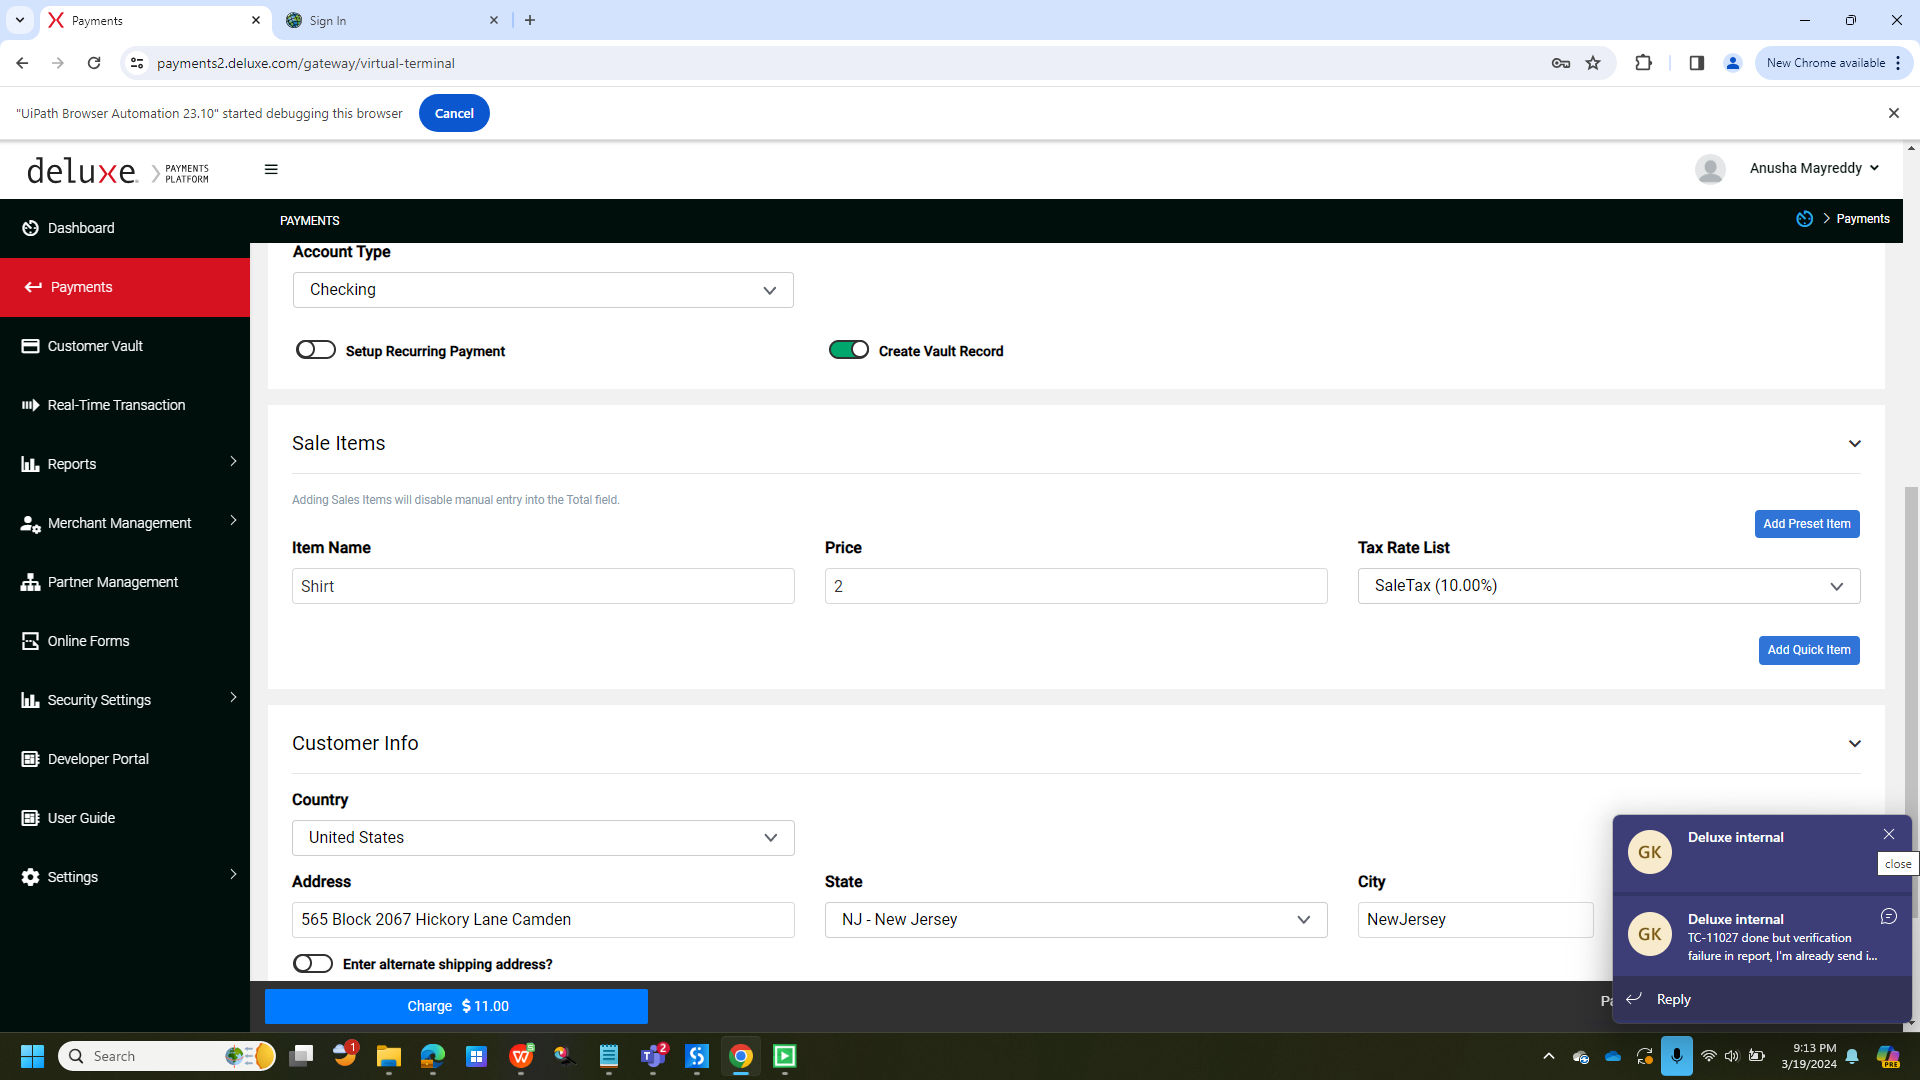 Payments
Sign In
payments2.deluxe.com/gateway/virtual-terminal
New Chrome available
"UiPath Browser Automation 23.10" started debugging this browser
Cancel
deluxe. PAYMENTS PLATFORM
Anusha Mayreddy
Dashboard
PAYMENTS
Payments
Payments
Customer Vault
Real-Time Transaction
Reports
Merchant Management
Partner Management
Online Forms
Security Settings
Developer Portal
User Guide
Settings
Account Type
Checking
Setup Recurring Payment
Create Vault Record
Sale Items
Adding Sales Items will disable manual entry into the Total field.
Add Preset Item
Item Name
Price
Tax Rate List
Shirt
2
SaleTax (10.00%)
Add Quick Item
Customer Info
Country
United States
Address
State
City
565 Block 2067 Hickory Lane Camden
NJ - New Jersey
NewJersey
Enter alternate shipping address?
Charge $ 11.00
GK
Deluxe internal
close
GK
Deluxe internal
TC-11027 done but verification
failure in report, I'm already send i...
Reply
Search
1
2
9:13 PM
3/19/2024
PRE